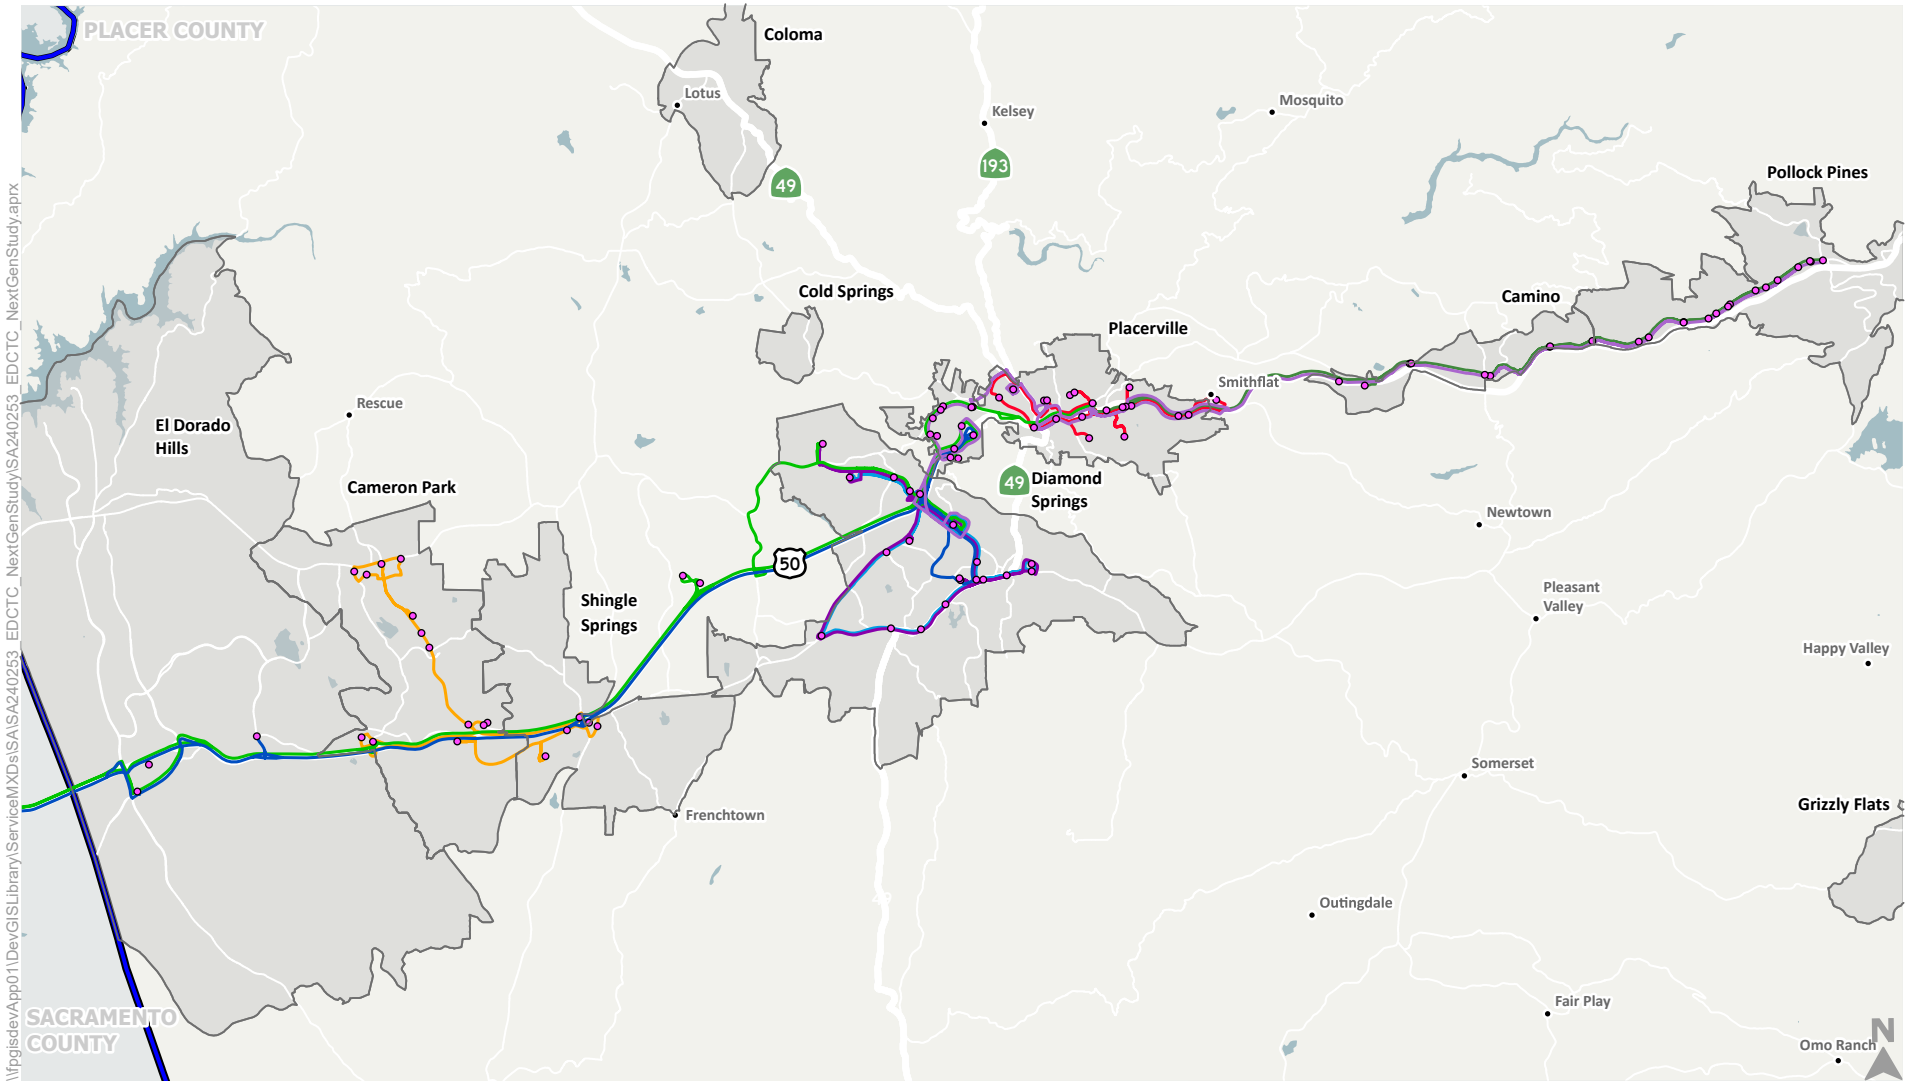 PLACER COUNTY
Coloma
Lotus
Kelsey
Mosquito
193
49
Pollock Pines
Cold Springs
Camino
Placerville
Smithflat
Rescue
El Dorado
Hills
Cameron Park
49
Diamond
Springs
Newtown
50
Shingle
Springs
Pleasant
Valley
Happy Valley
Somerset
Grizzly Flats
Frenchtown
49
Outingdale
Fair Play
SACRAMENTO
COUNTY
N
Omo Ranch
\\fpgisdevApp01\DevGISLibrary\ServiceMXDs\SA\SA240253_EDCTC_NextGenStudy\SA240253_EDCTC_NextGenStudy.aprx